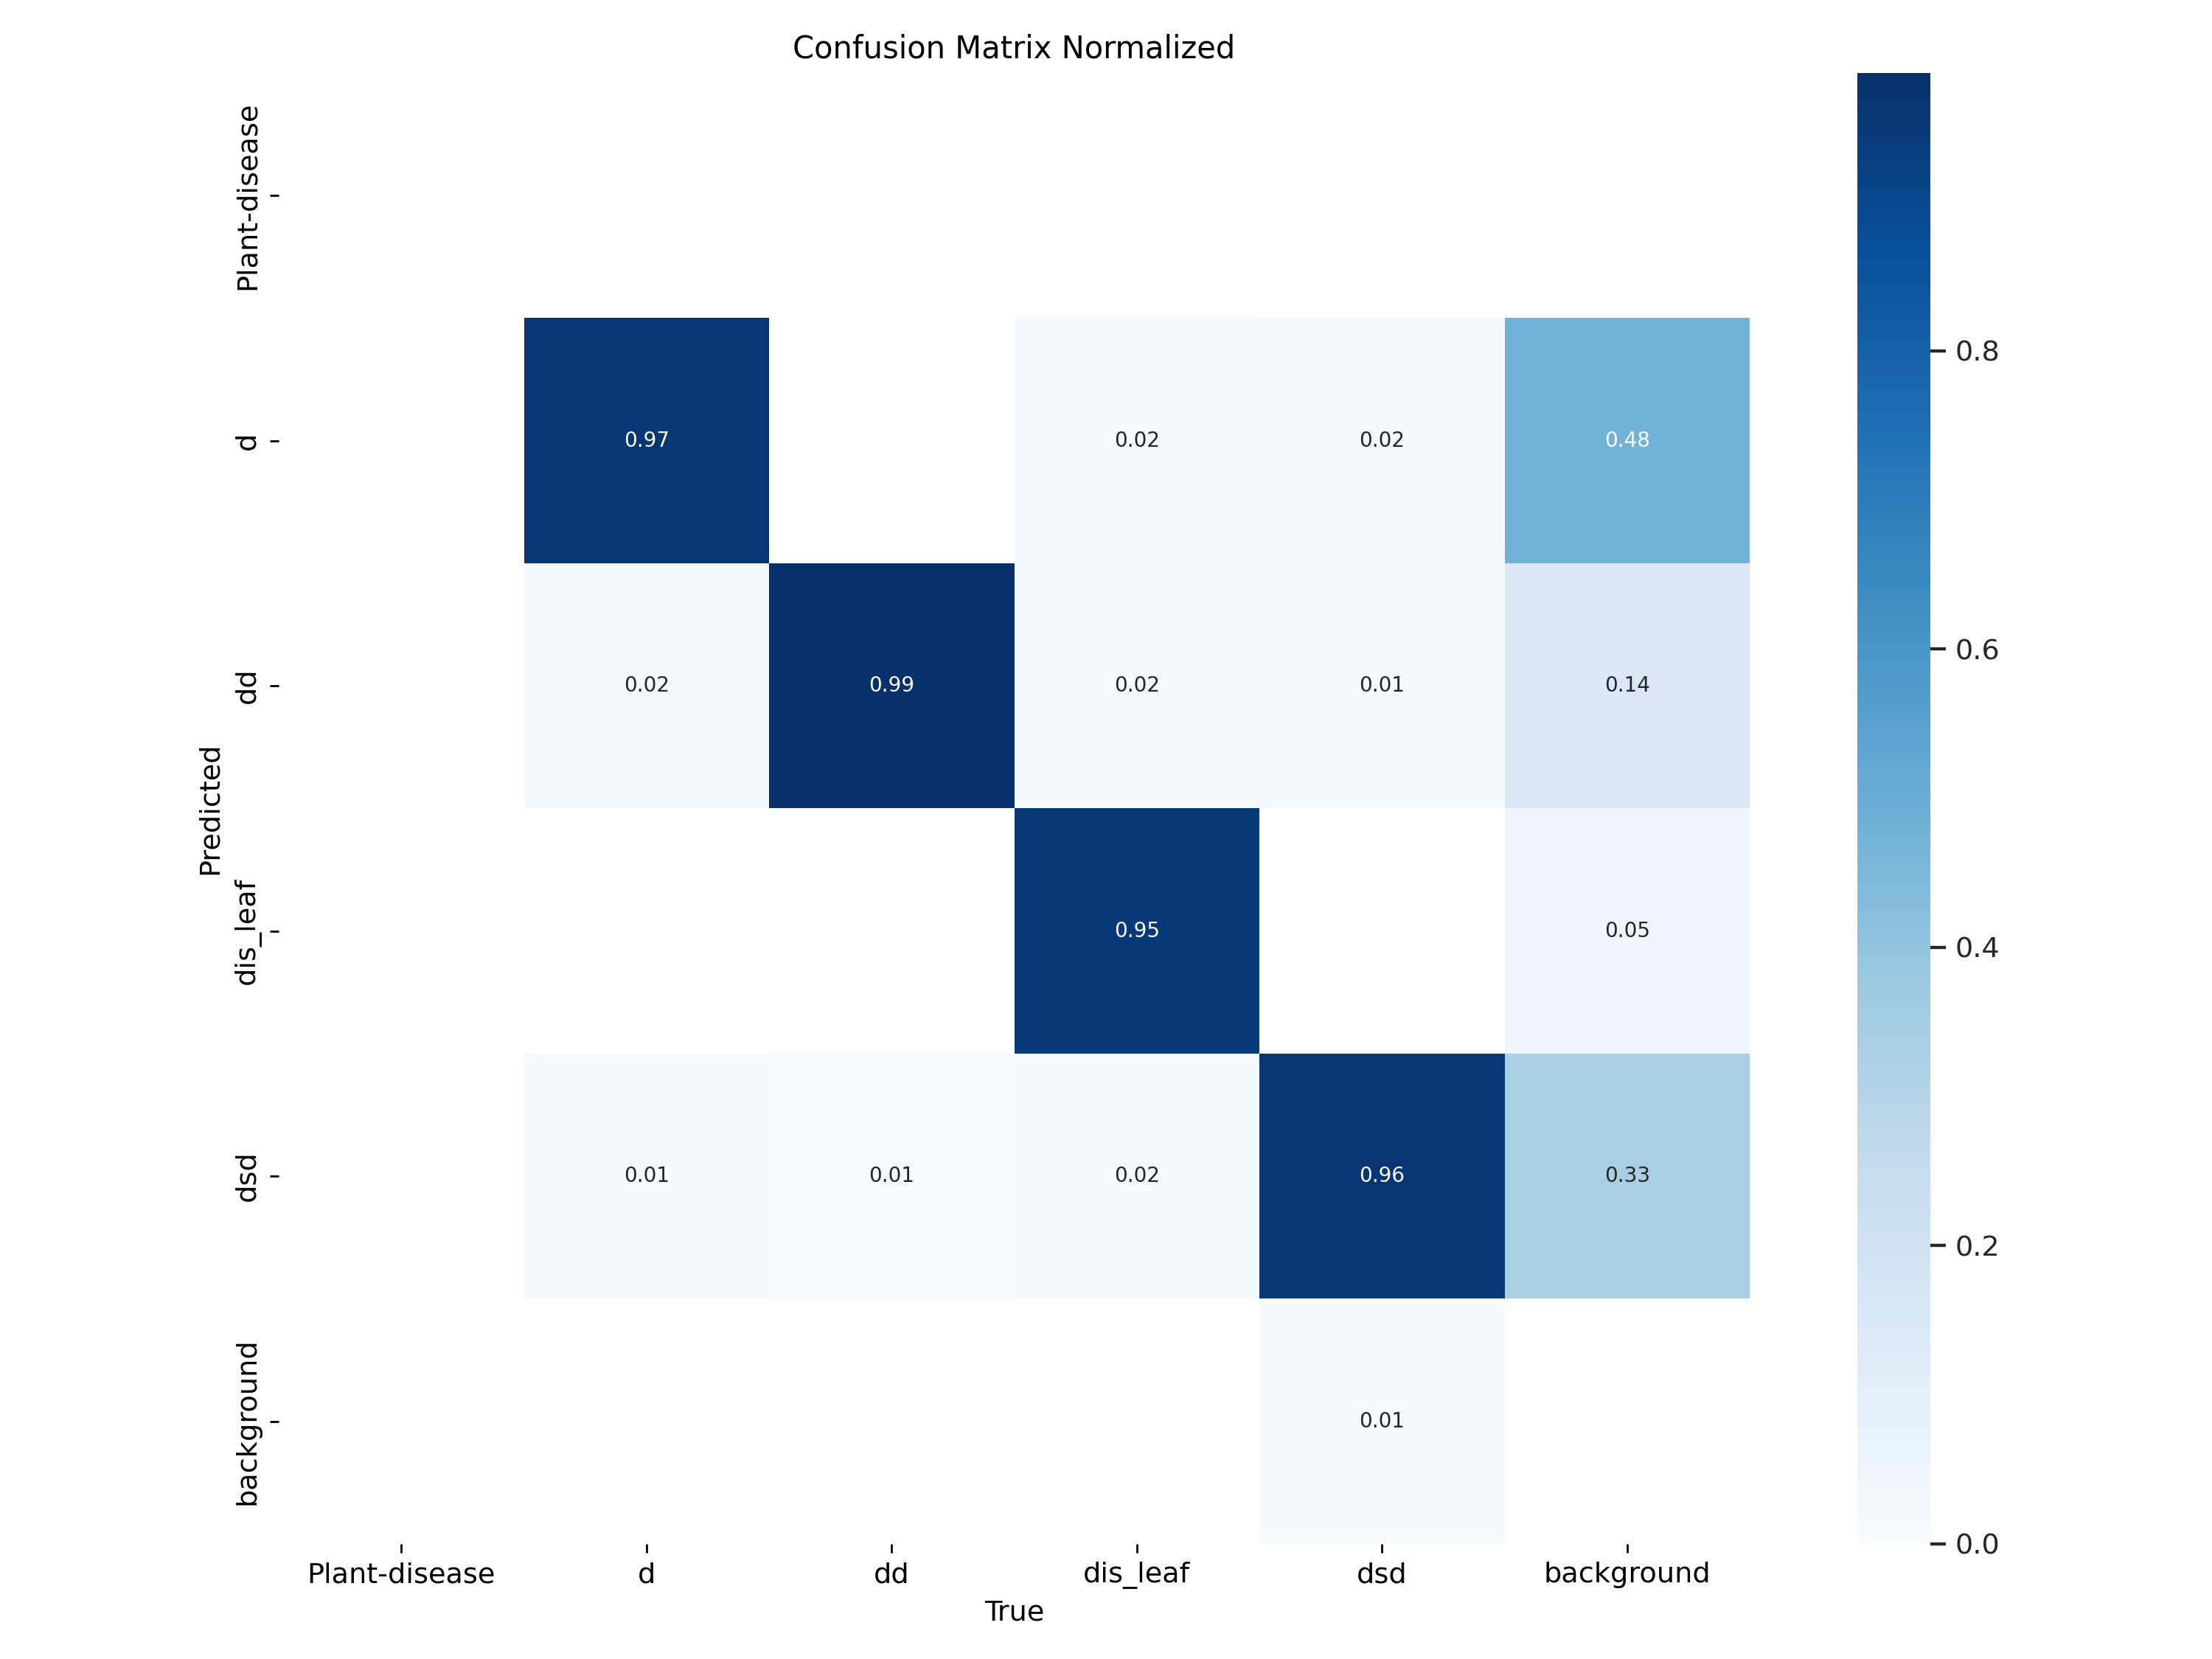 Confusion Matrix Normalized
Plant-disease
d
0.97
0.02
0.02
0.48
0.8
dd
0.02
0.99
0.02
0.01
0.14
0.6
Predicted
dis_leaf
0.95
0.05
0.4
dsd
0.01
0.01
0.02
0.96
0.33
0.2
background
0.01
0.0
Plant-disease
d
dd
dis_leaf
dsd
background
True